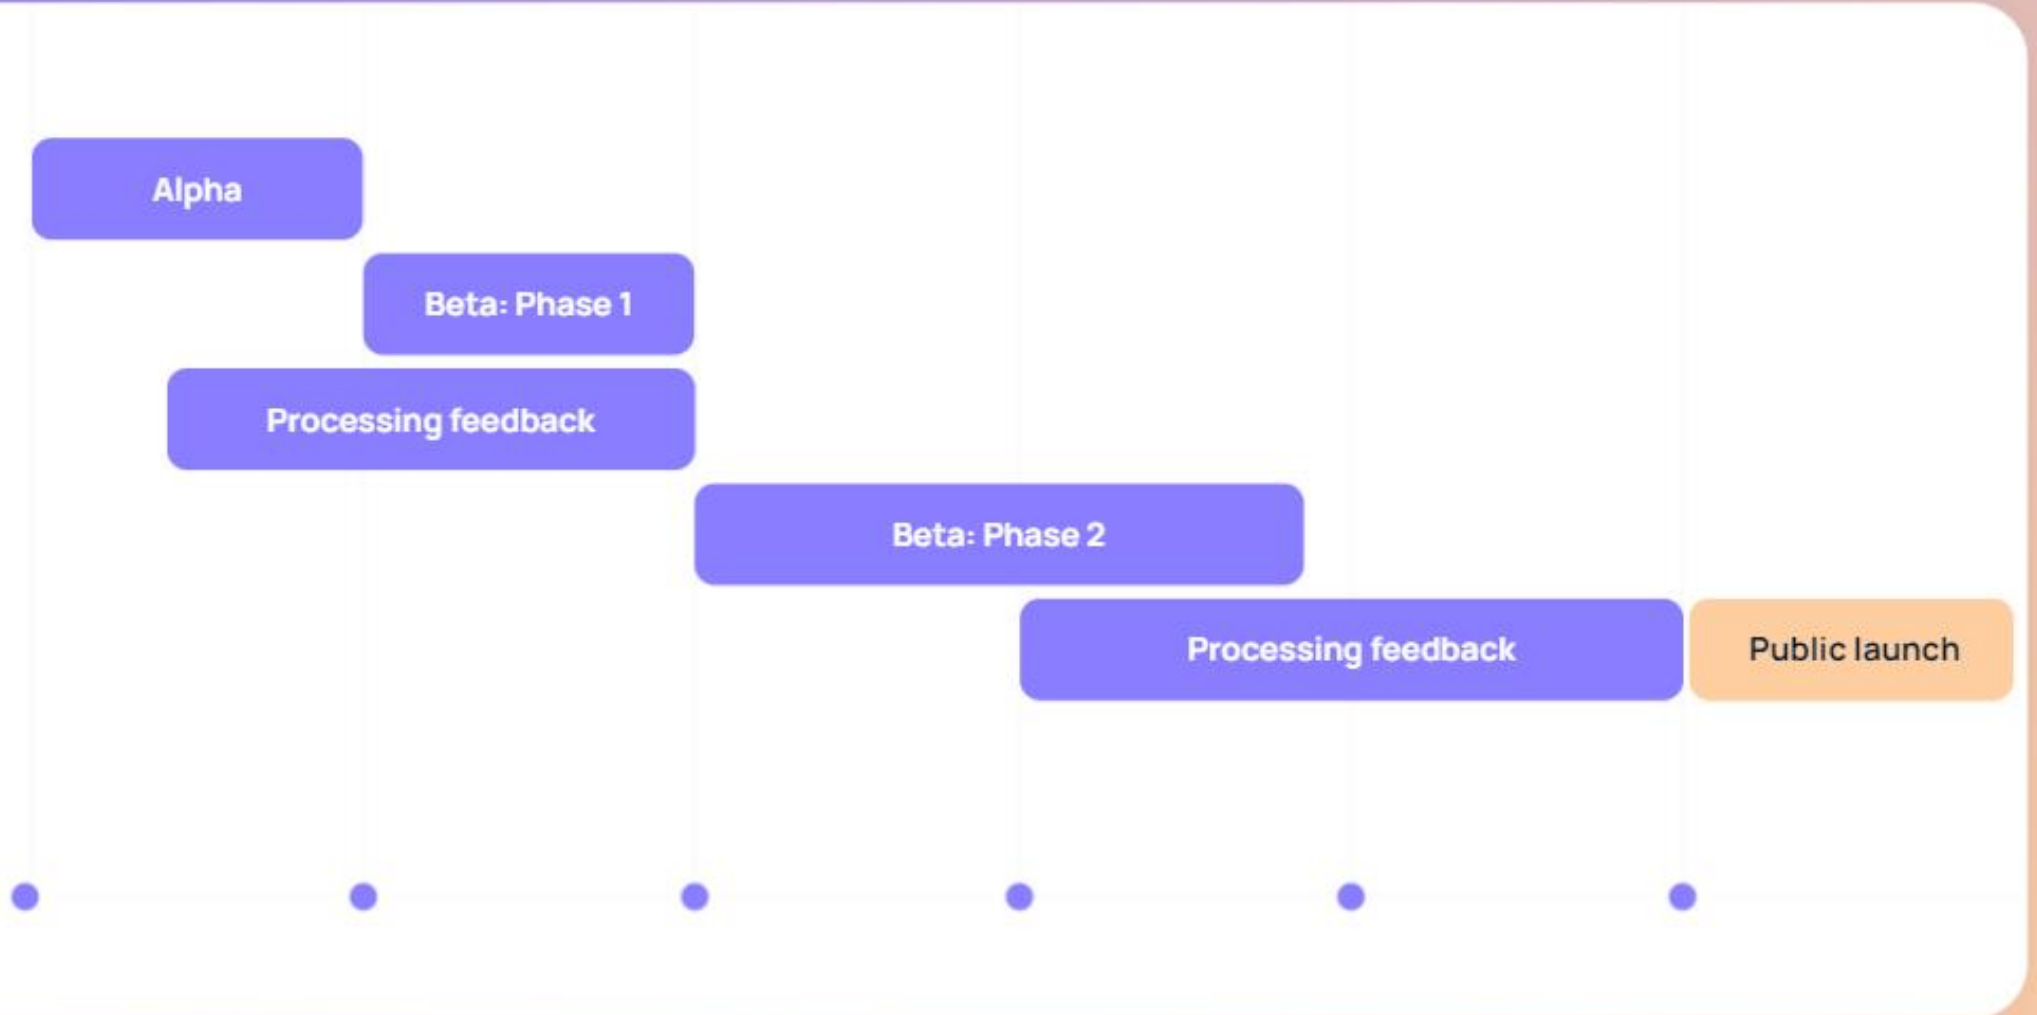 Alpha
Beta: Phase 1
Processing feedback
Beta: Phase 2
Processing feedback
Public launch